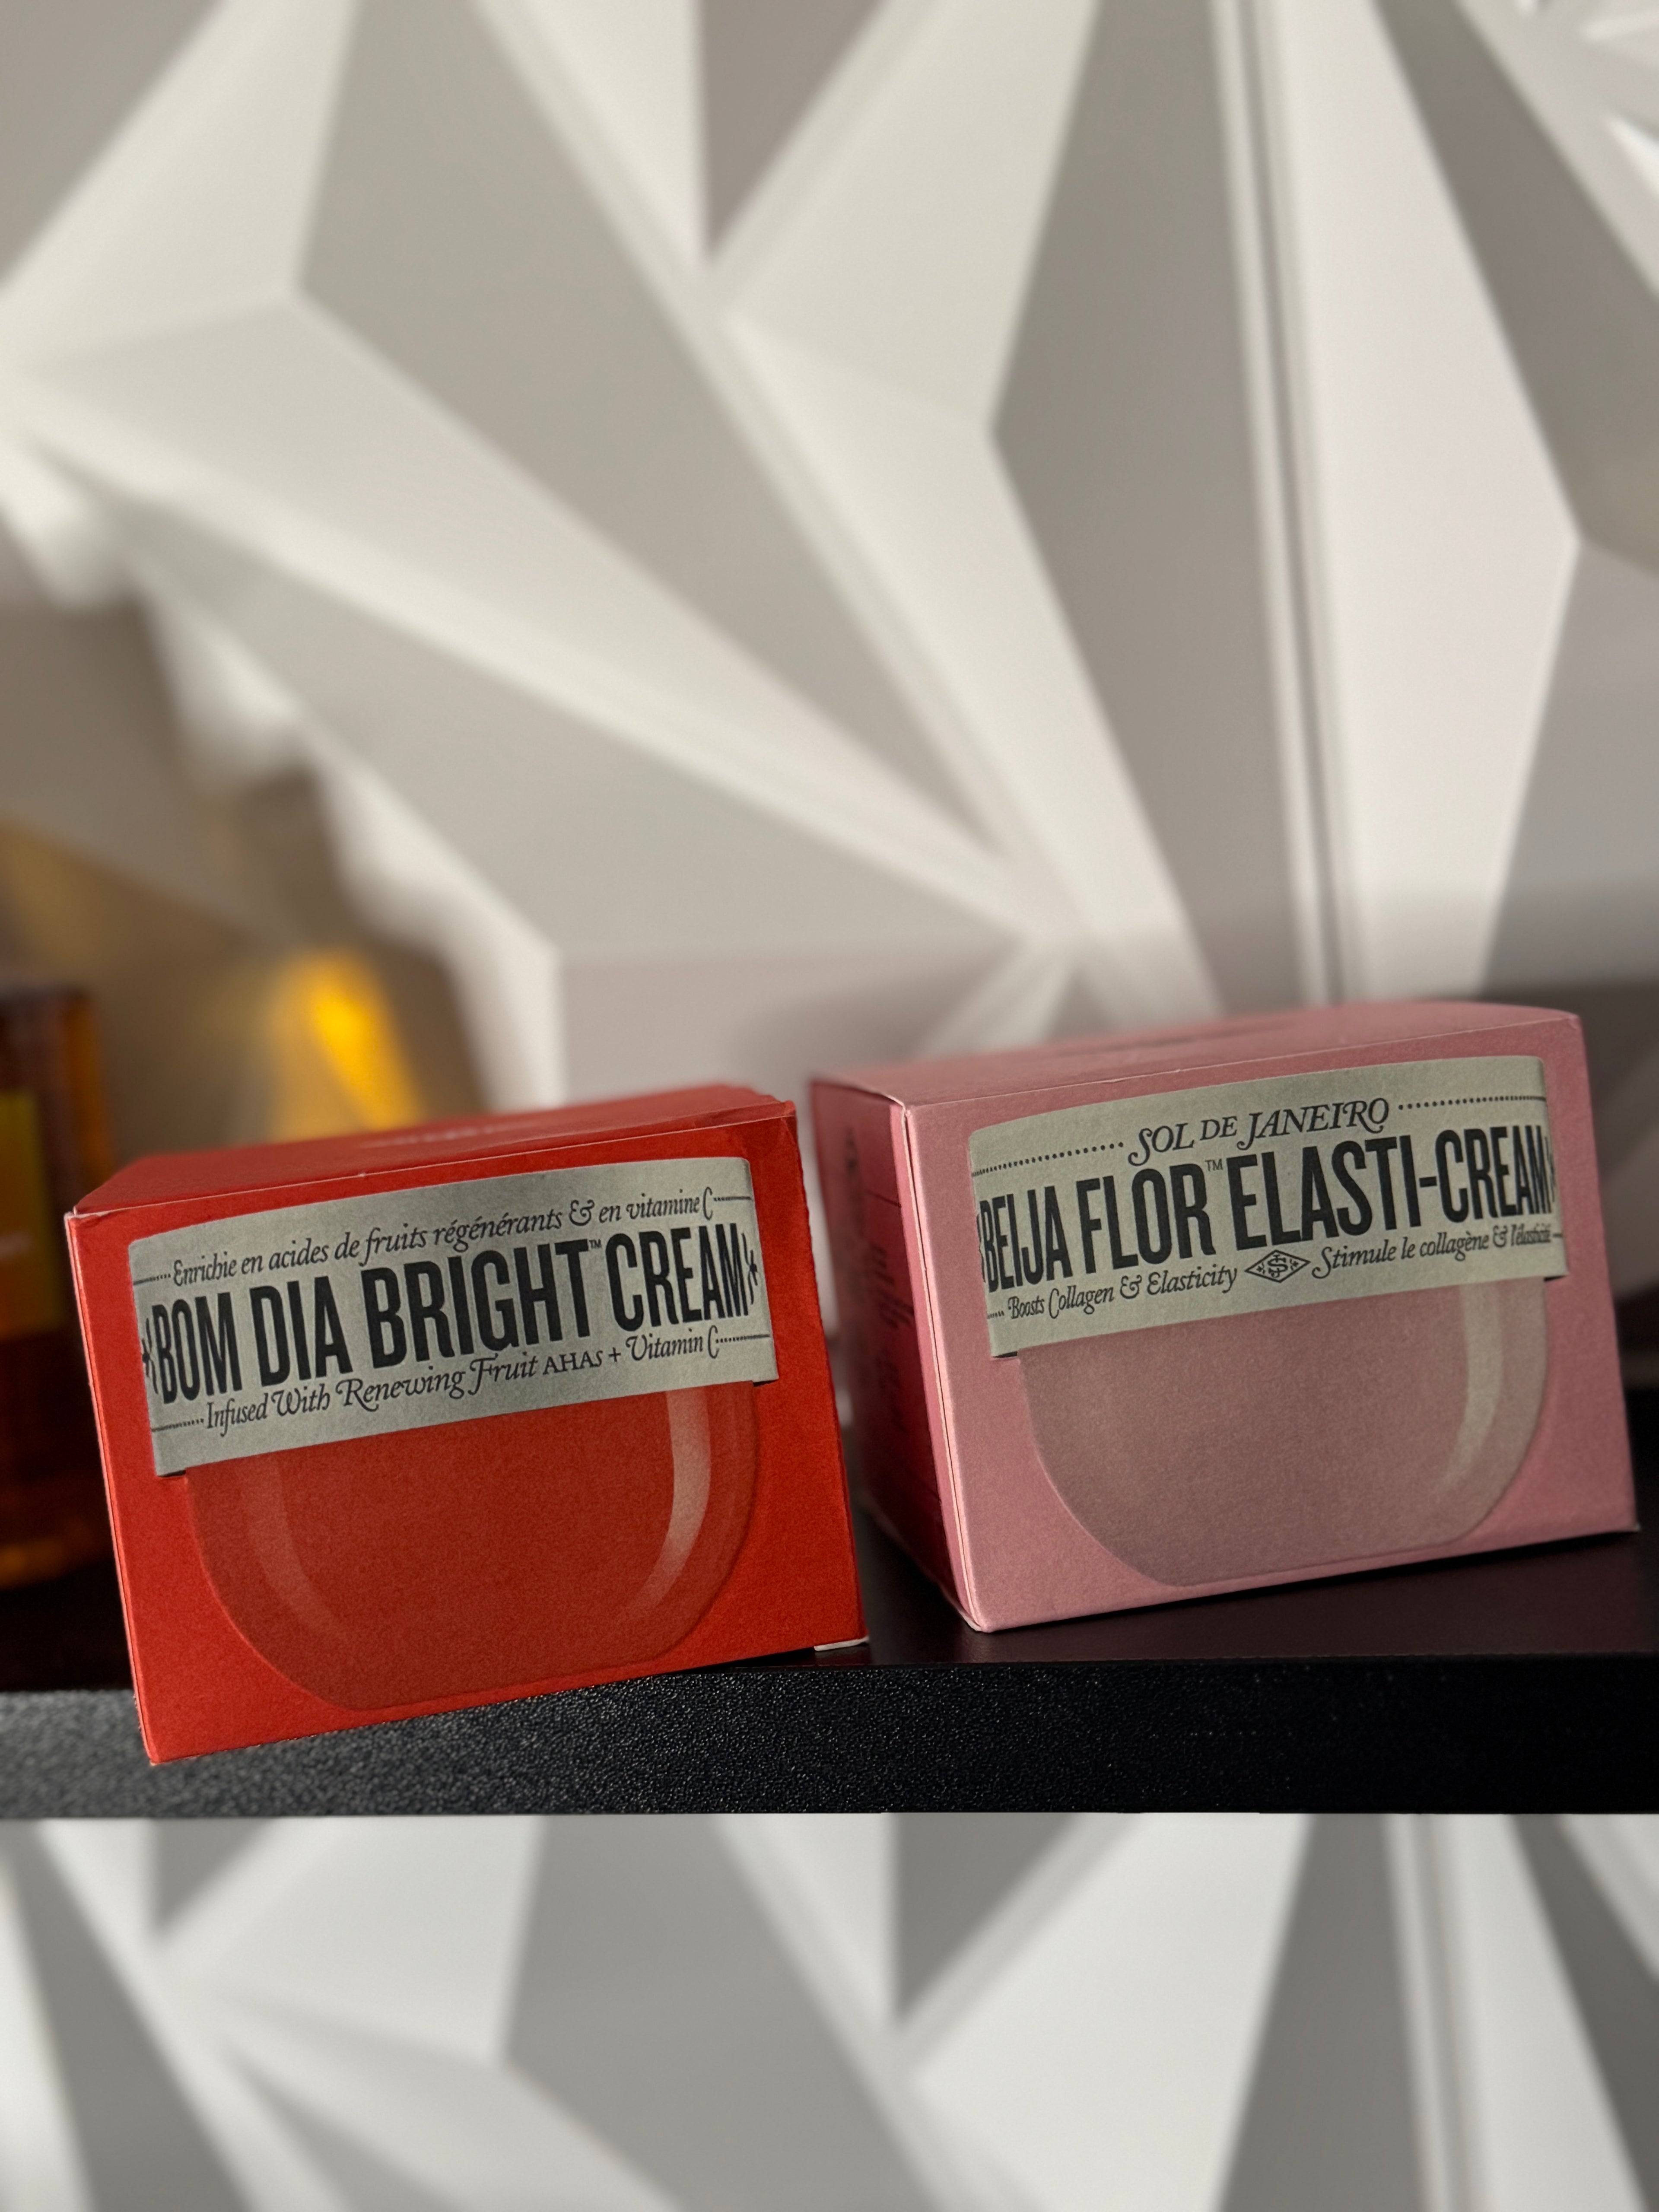 Enrichie en acides de fruits régénérants & en vitamine C
BOM DIA BRIGHT™ CREAM
Infused With Renewing Fruit AHAs + Vitamin C
SOL DE JANEIRO
BEIJA FLOR™ ELASTI-CREAM
Boosts Collagen & Elasticity
Stimule le collagène & l'élasticité